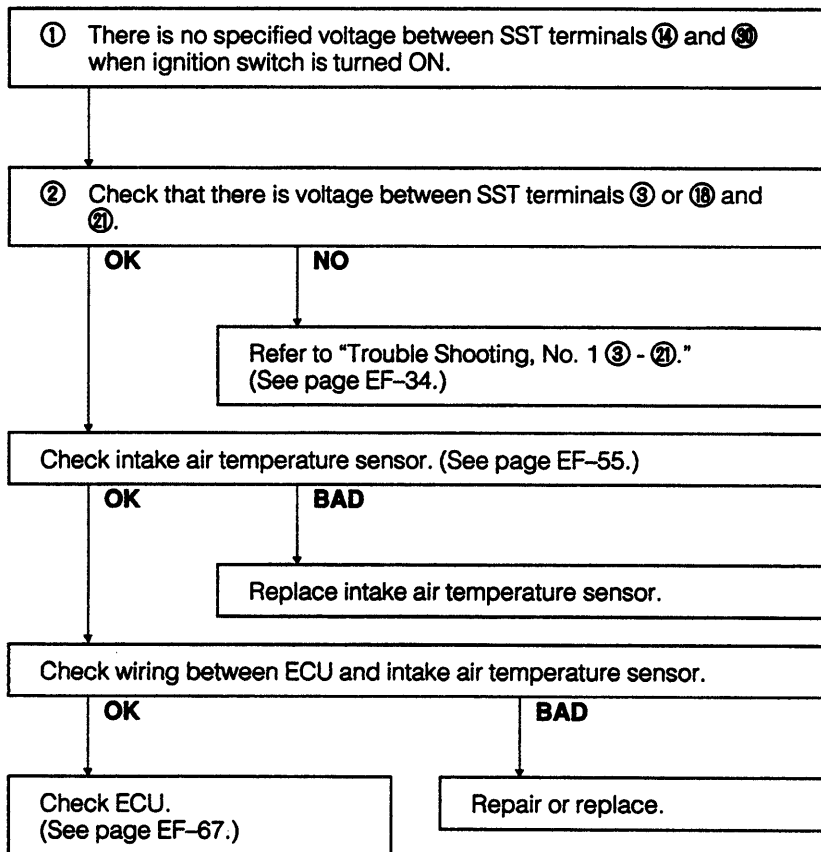 ① There is no specified voltage between SST terminals ⑭ and ㉚
when ignition switch is turned ON.
② Check that there is voltage between SST terminals ③ or ⑱ and
㉑.
OK NO
Refer to “Trouble Shooting, No. 1 ③ - ㉑.”
(See page EF–34.)
Check intake air temperature sensor. (See page EF–55.)
OK BAD
Replace intake air temperature sensor.
Check wiring between ECU and intake air temperature sensor.
OK BAD
Check ECU.
(See page EF–67.)
Repair or replace.